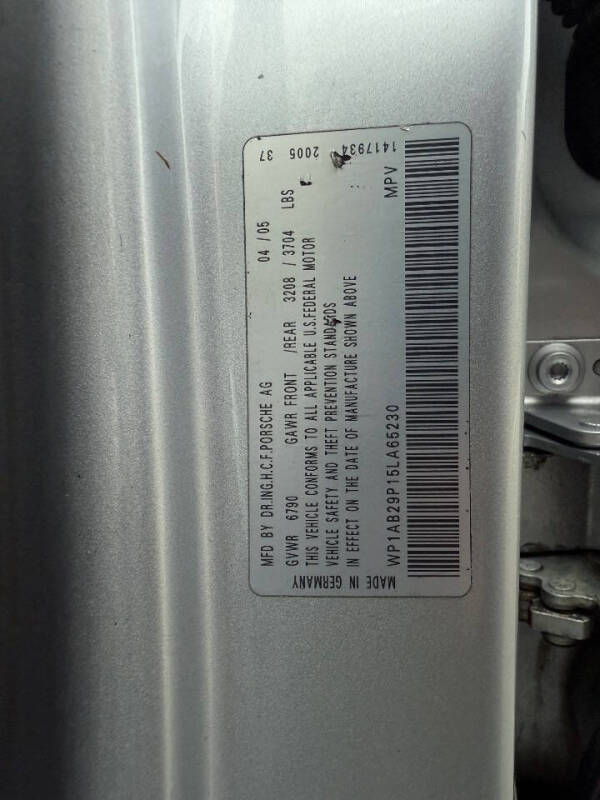 MFD BY DR.ING.H.C.F.PORSCHE AG 04 / 05
GVWR 6790 GAWR FRONT /REAR 3208 / 3704 LBS
THIS VEHICLE CONFORMS TO ALL APPLICABLE U.S.FEDERAL MOTOR
VEHICLE SAFETY AND THEFT PREVENTION STANDARDS
IN EFFECT ON THE DATE OF MANUFACTURE SHOWN ABOVE
MADE IN GERMANY
WP1AB29P15LA65230 MPV
37 2005 1417934